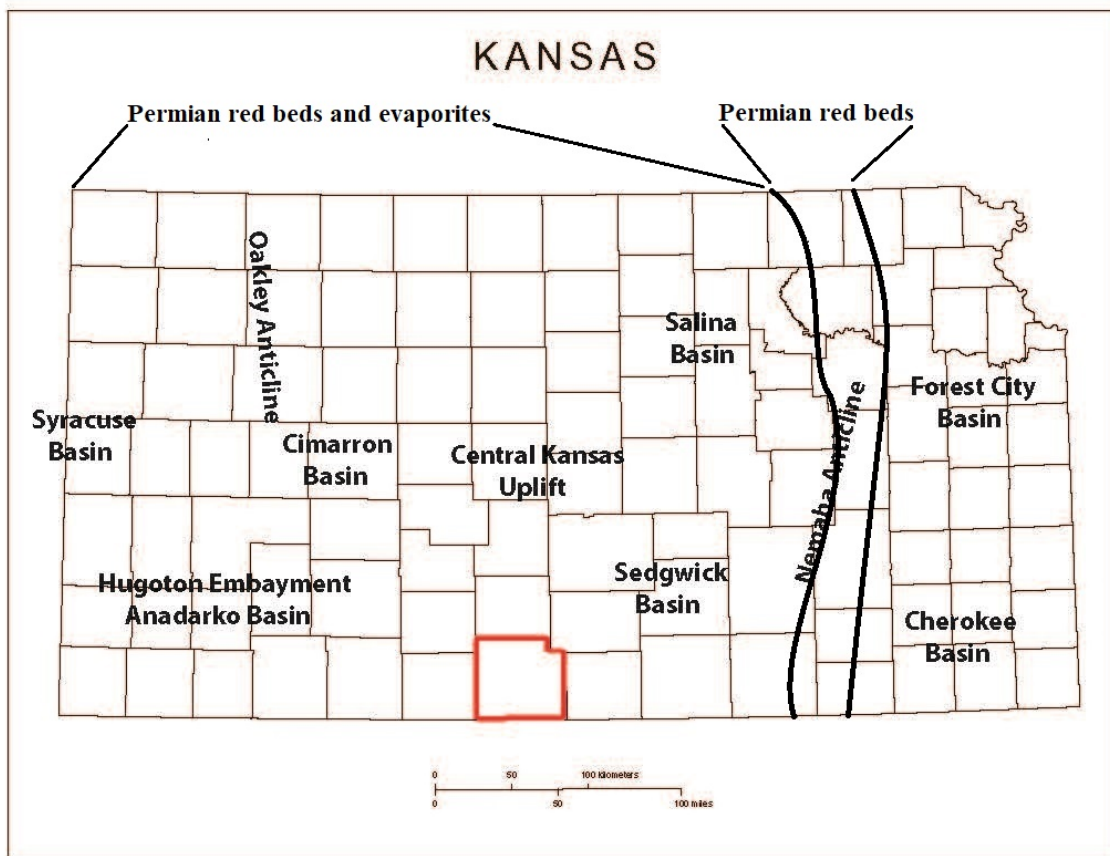 KANSAS
Permian red beds and evaporites
Permian red beds
Oakley Anticline
Salina
Basin
Forest City
Basin
Syracuse
Basin
Cimarron
Basin
Central Kansas
Uplift
Nemaha Anticline
Hugoton Embayment
Anadarko Basin
Sedgwick
Basin
Cherokee
Basin
0 50 100 kilometers
0 50 100 miles